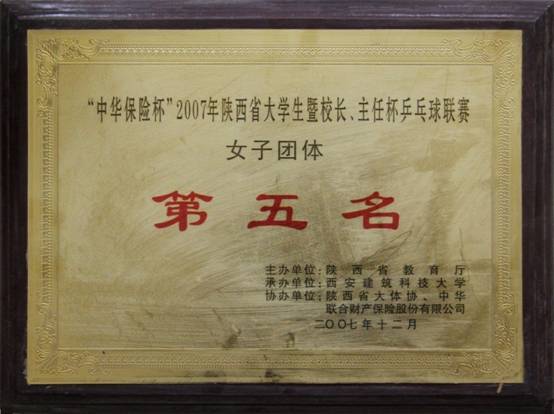 “中华保险杯”2007年陕西省大学生暨校长、主任杯乒乓球联赛
女子团体
第五名
主办单位：陕西省教育厅
承办单位：西安建筑科技大学
协办单位：陕西省大体协、中华
联合财产保险股份有限公司
二〇〇七年十二月